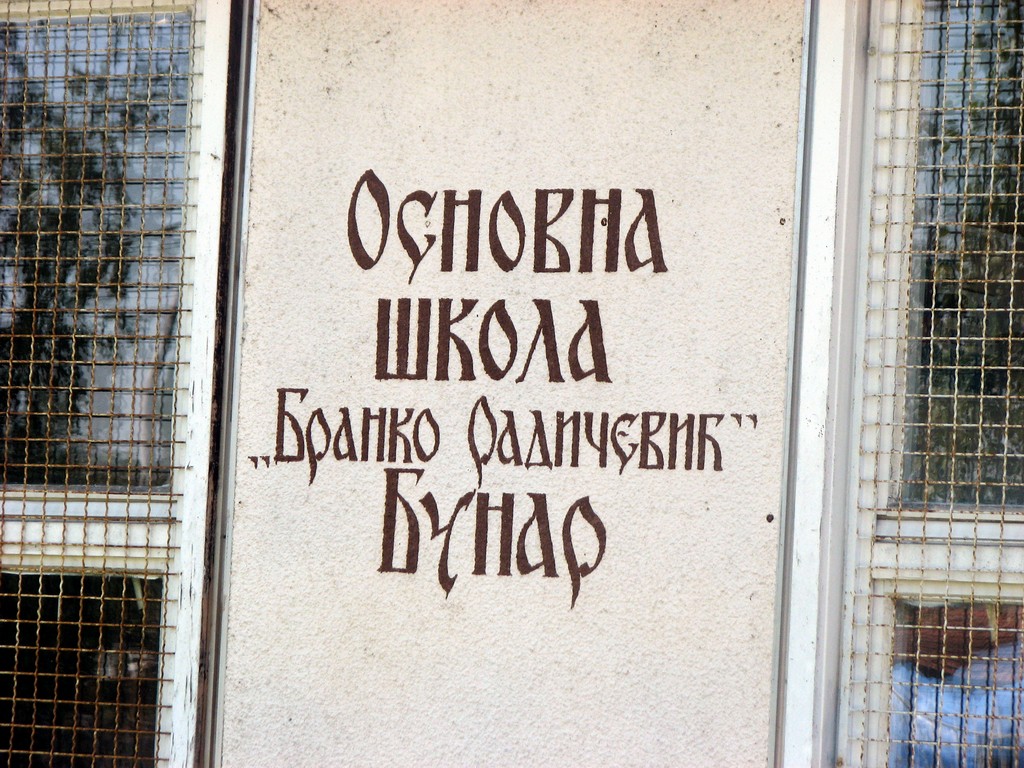 Основна
школа
„Бранко Радичевић”
Бунар